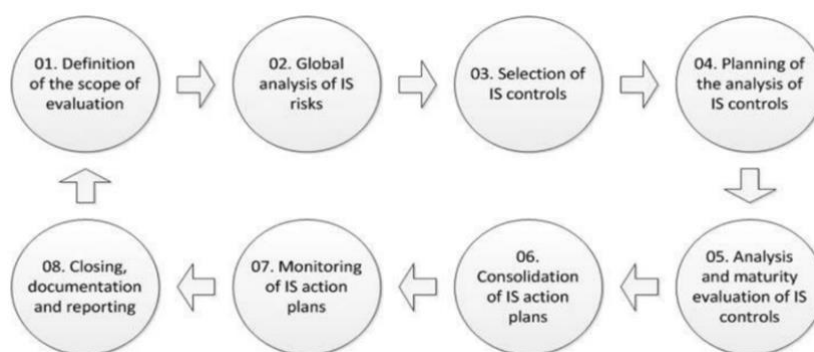 01. Definition
of the scope of
evaluation
02. Global
analysis of IS
risks
03. Selection of
IS controls
04. Planning of
the analysis of
IS controls
05. Analysis
and maturity
evaluation of IS
controls
06.
Consolidation
of IS action
plans
07. Monitoring
of IS action
plans
08. Closing,
documentation
and reporting